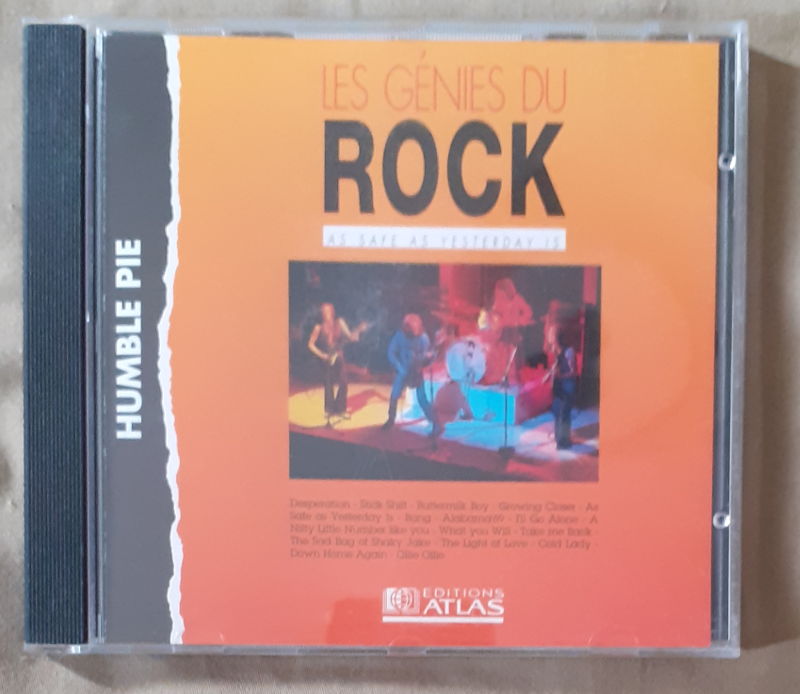 LES GÉNIES DU
ROCK
AS SAFE AS YESTERDAY IS
HUMBLE PIE
Desperation - Stick Shift - Buttermilk Boy - Growing Closer - As
Safe as Yesterday Is - Bang - Alabama'69 - I'll Go Alone - A
Nifty Little Number like you - What you Will - Take me Back -
The Sad Bag of Shaky Jake - The Light of Love - Cold Lady -
Down Home Again - Ollie Ollie
EDITIONS
ATLAS